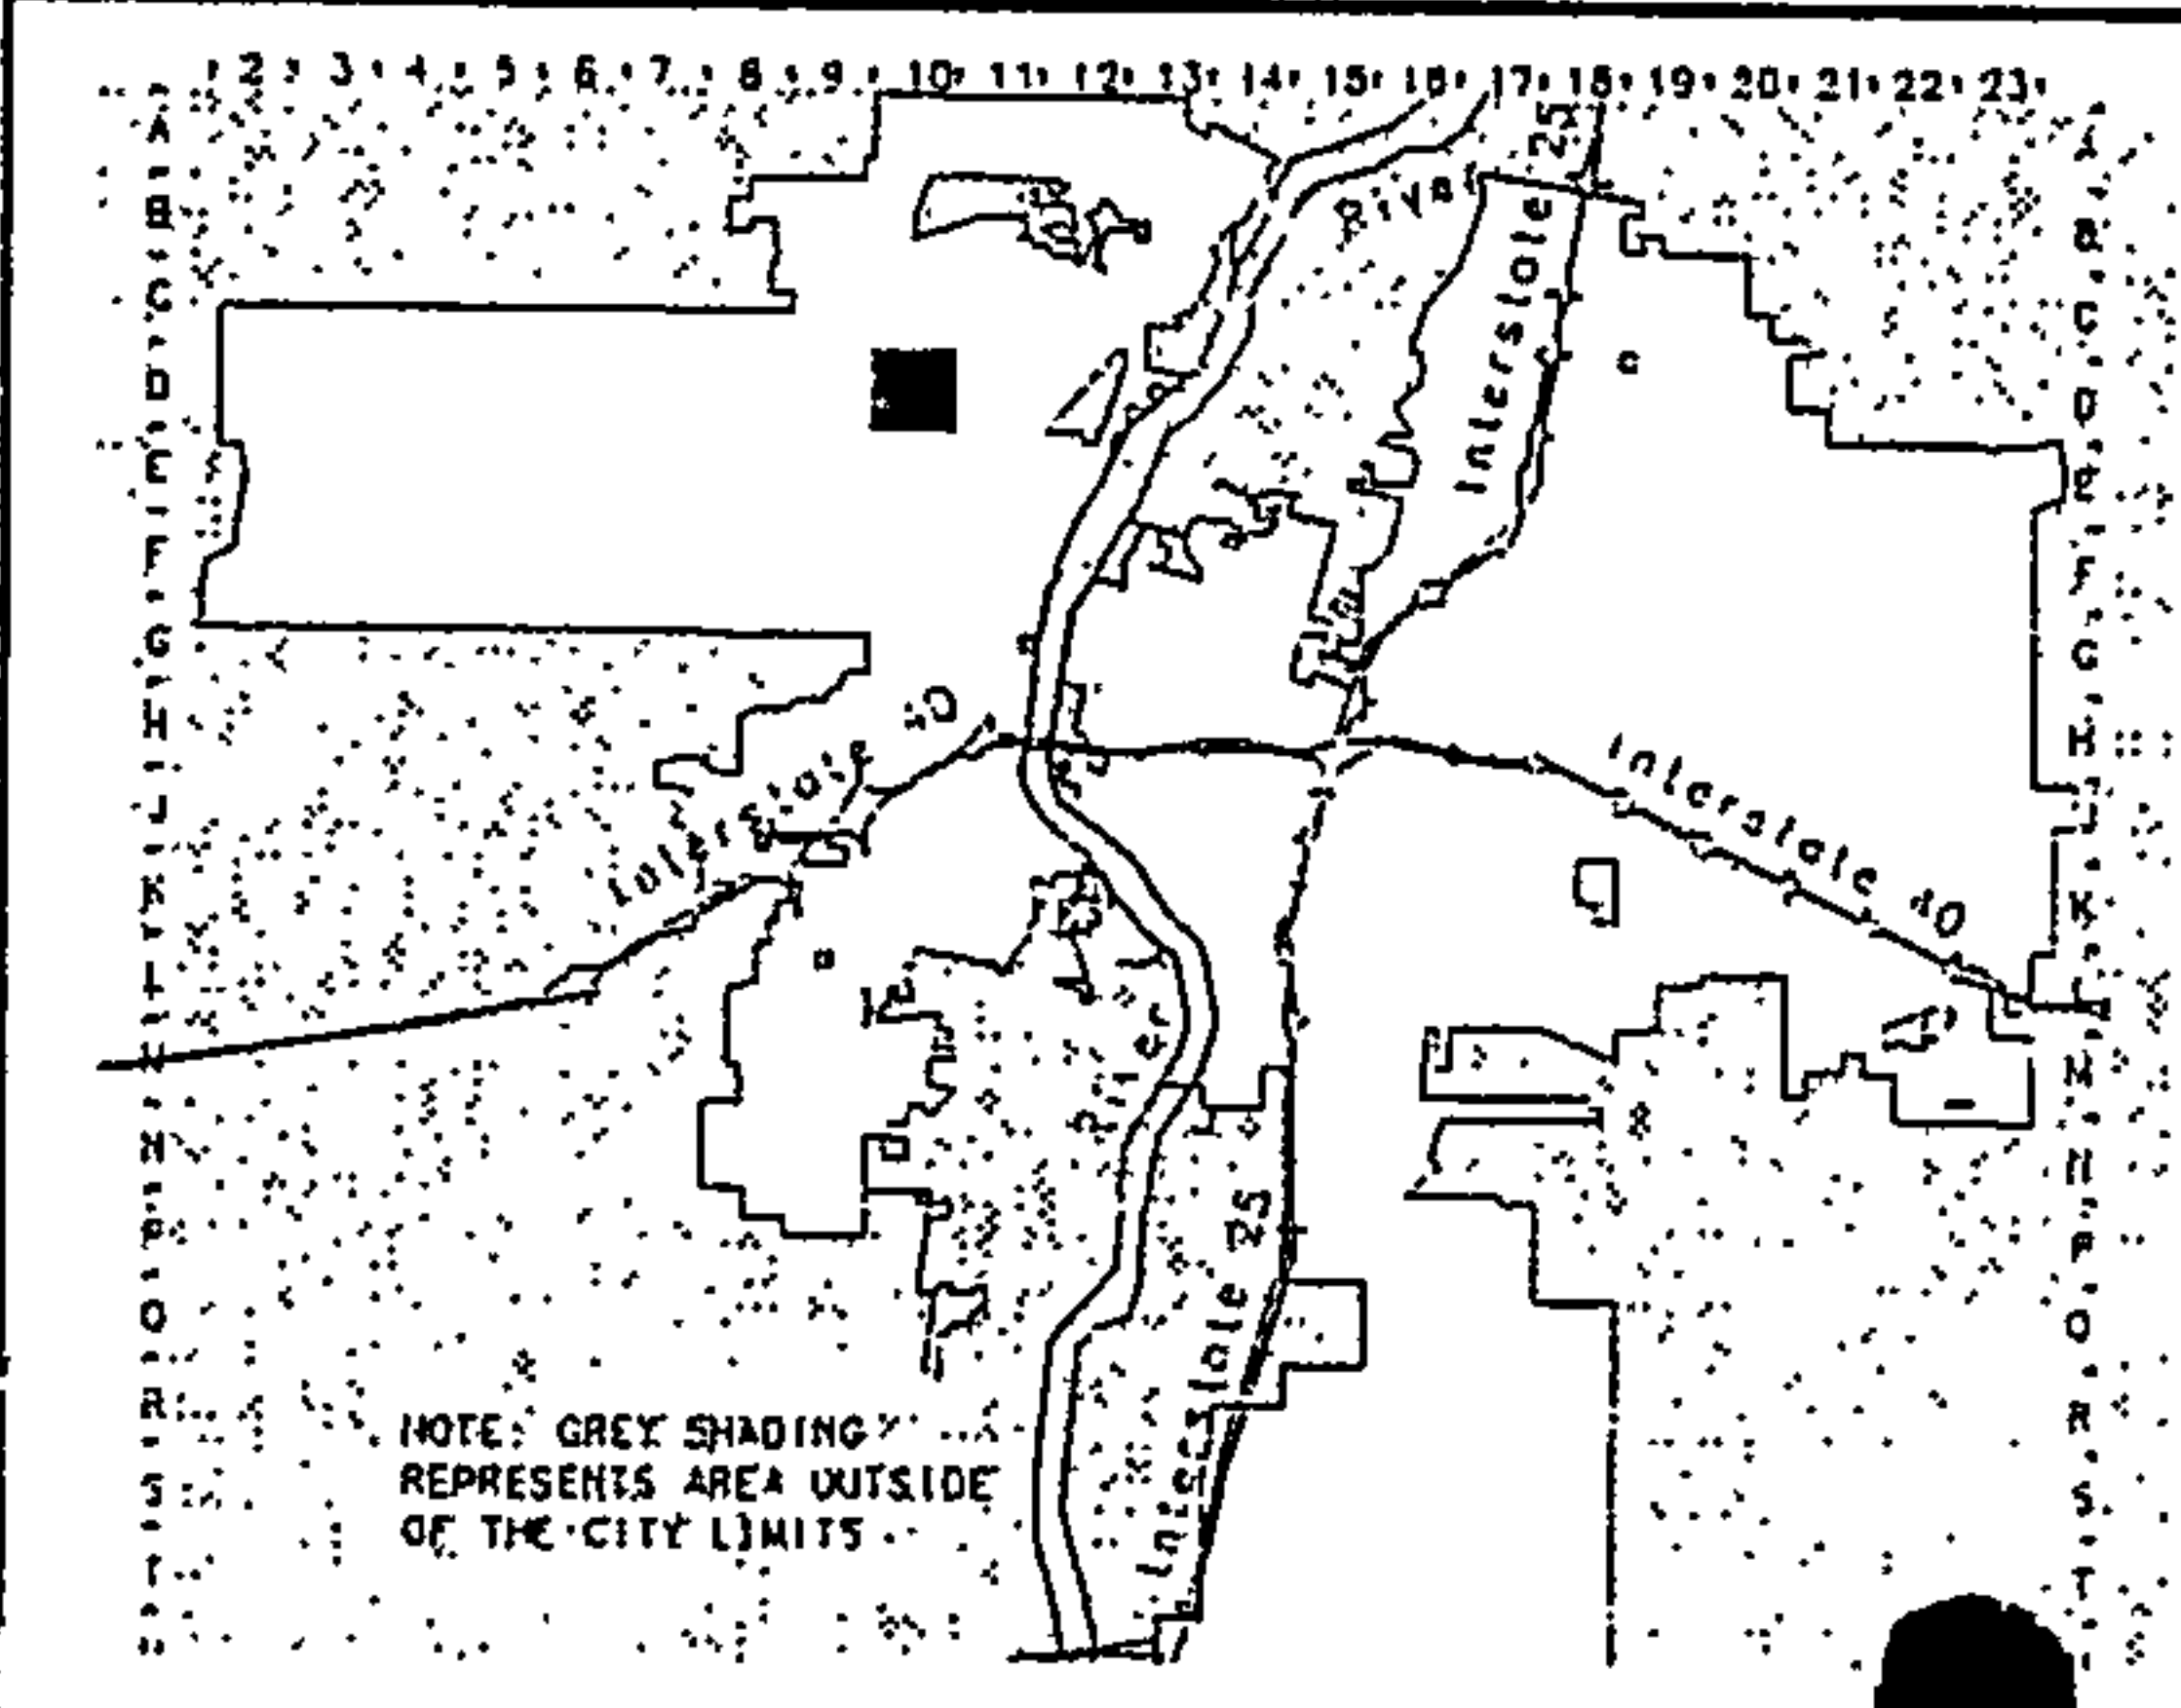 2 3 4 5 6 7 8 9 10 11 12 13 14 15 16 17 18 19 20 21 22 23
A
B
C
D
E
F
G
H
J
K
L
M
N
P
Q
R
S
T
River
Interstate 25
Interstate 40
Interstate 40
River
Interstate 25
A
B
C
D
E
F
G
H
J
K
L
M
N
P
Q
R
S
T
NOTE: GREY SHADING
REPRESENTS AREA OUTSIDE
OF THE CITY LIMITS